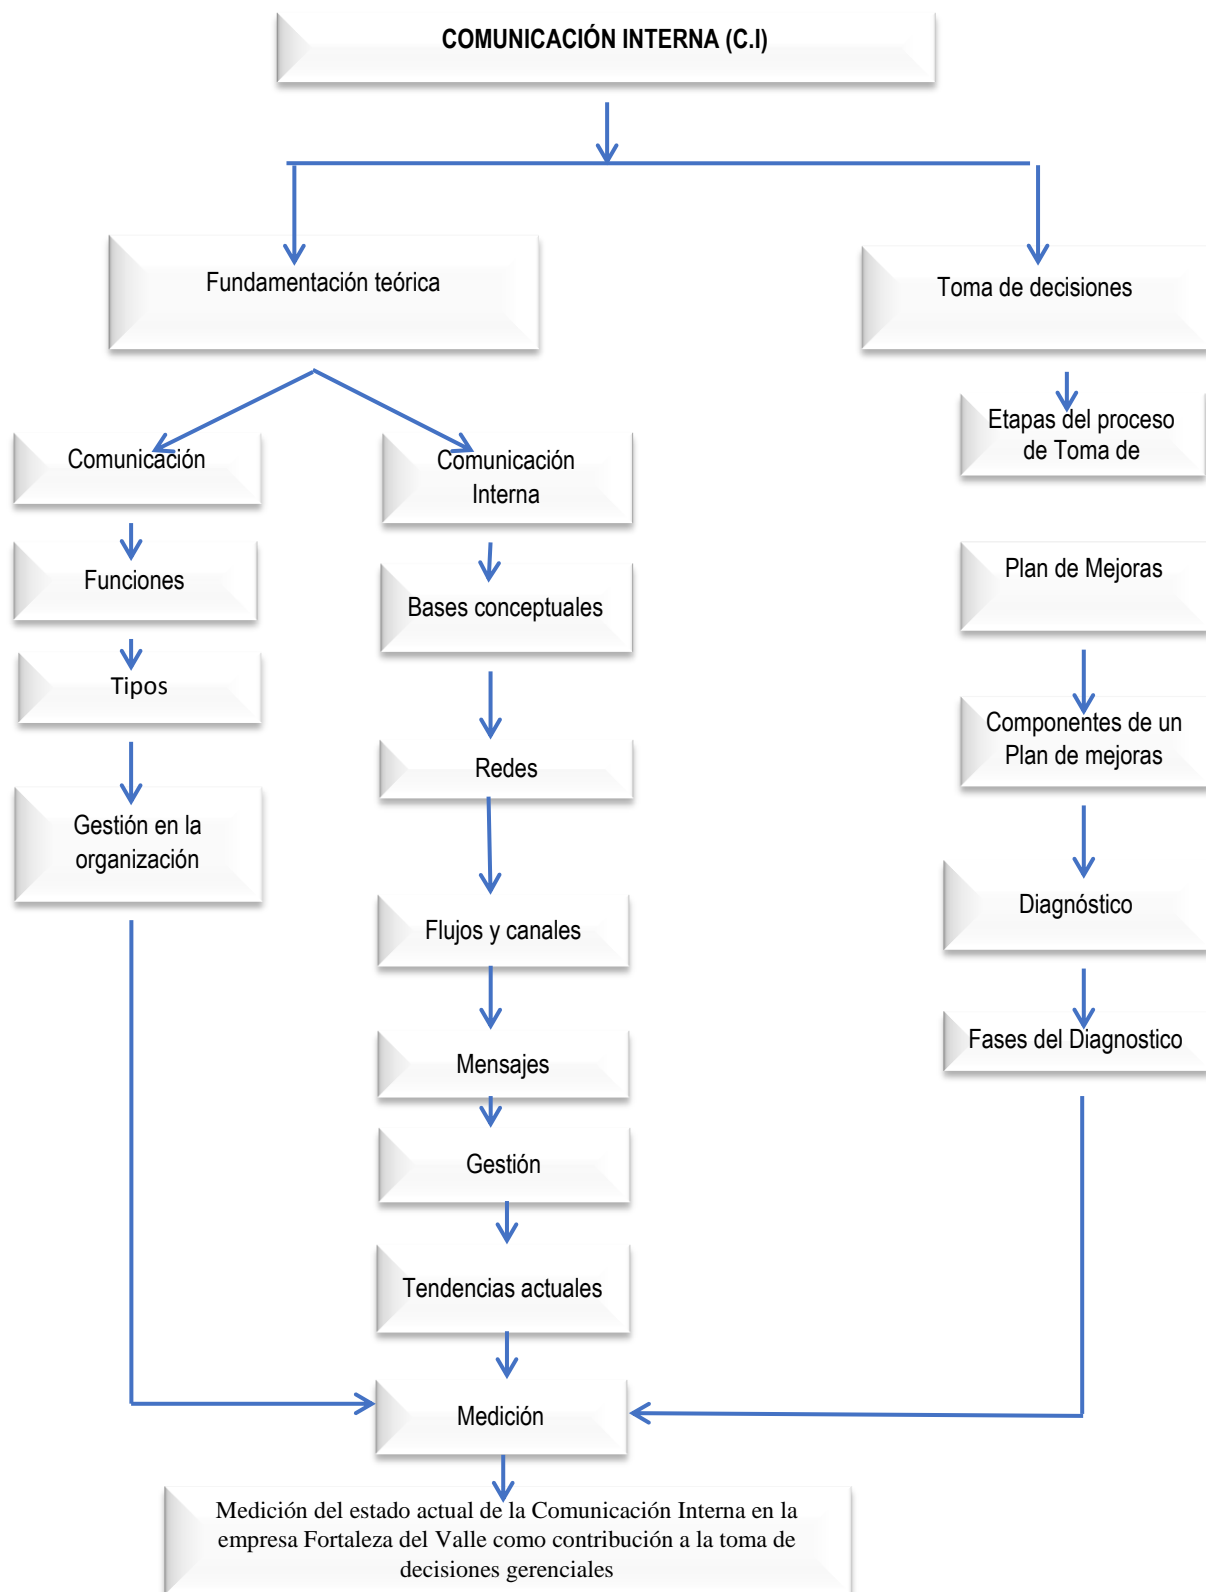 COMUNICACIÓN INTERNA (C.I)
Fundamentación teórica
Toma de decisiones
Comunicación
Funciones
Tipos
Gestión en la
organización
Comunicación
Interna
Bases conceptuales
Redes
Flujos y canales
Mensajes
Gestión
Tendencias actuales
Etapas del proceso
de Toma de
Plan de Mejoras
Componentes de un
Plan de mejoras
Diagnóstico
Fases del Diagnostico
Medición
Medición del estado actual de la Comunicación Interna en la
empresa Fortaleza del Valle como contribución a la toma de
decisiones gerenciales